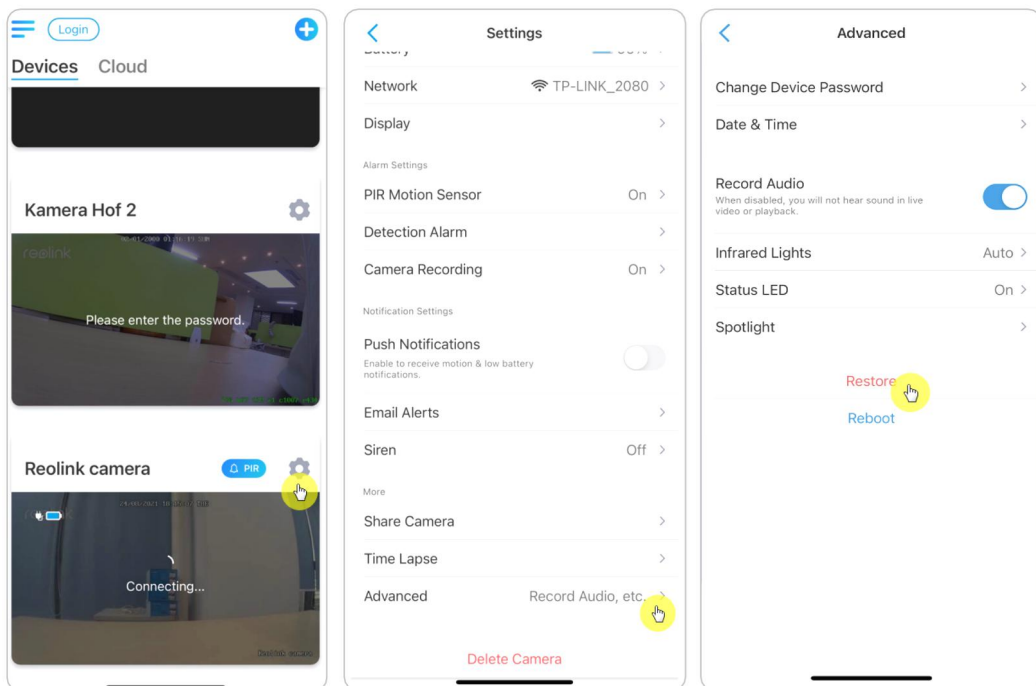 Login
Devices
Cloud
Kamera Hof 2
reolink
Please enter the password.
Reolink camera
PIR
Connecting...
Reolink camera
Settings
Network
TP-LINK_2080
Display
Alarm Settings
PIR Motion Sensor
On
Detection Alarm
Camera Recording
On
Notification Settings
Push Notifications
Enable to receive motion & low battery
notifications.
Email Alerts
Siren
Off
More
Share Camera
Time Lapse
Advanced
Record Audio, etc.
Delete Camera
Advanced
Change Device Password
Date & Time
Record Audio
When disabled, you will not hear sound in live
video or playback.
Infrared Lights
Auto
Status LED
On
Spotlight
Restore
Reboot